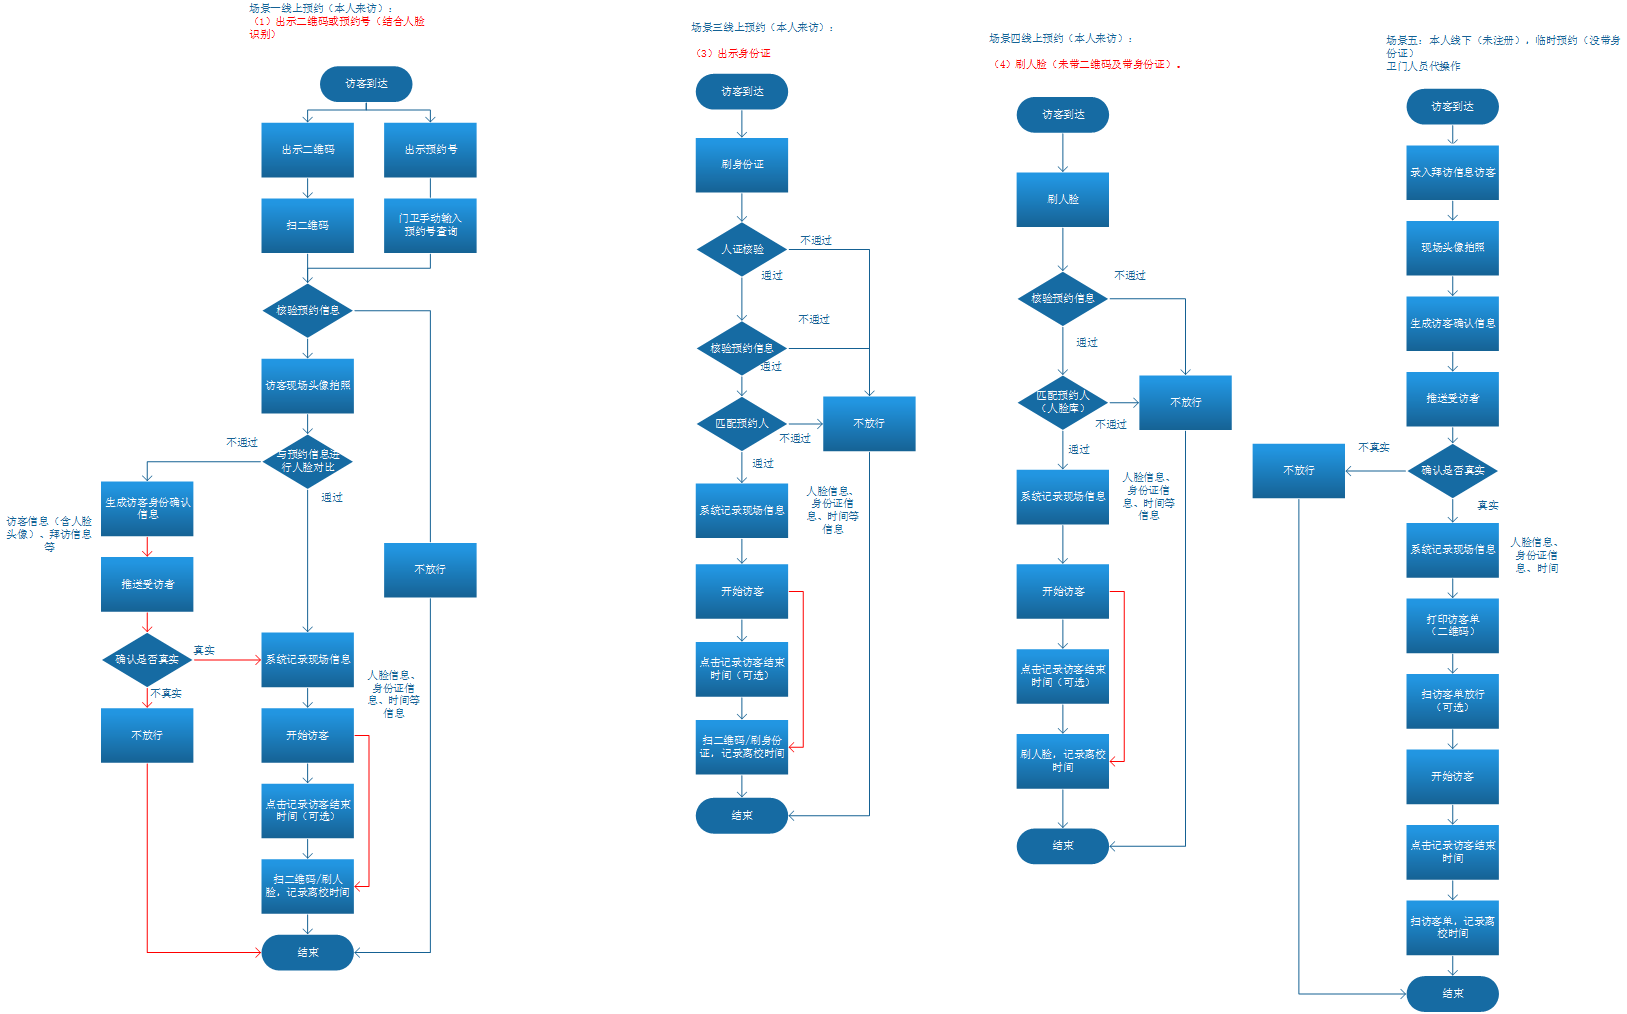 场景一线上预约（本人来访）：
（1）出示二维码或预约号（结合人脸
识别）
访客到达
出示二维码
出示预约号
扫二维码
门卫手动输入
预约号查询
核验预约信息
访客现场头像拍照
不通过
与预约信息进
行人脸对比
通过
生成访客身份确认
信息
访客信息（含人脸
头像）、拜访信息
等
推送受访者
不放行
确认是否真实
真实
系统记录现场信息
不真实
人脸信息、
身份证信
息、时间等
信息
不放行
开始访客
点击记录访客结束
时间（可选）
扫二维码/刷人
脸，记录离校时间
结束
场景三线上预约（本人来访）：
（3）出示身份证
访客到达
刷身份证
人证核验
不通过
通过
核验预约信息
不通过
通过
匹配预约人
不通过
不放行
通过
系统记录现场信息
人脸信息、
身份证信
息、时间等
信息
开始访客
点击记录访客结束
时间（可选）
扫二维码/刷身份
证，记录离校时间
结束
场景四线上预约（本人来访）：
（4）刷人脸（未带二维码及带身份证）。
访客到达
刷人脸
不通过
核验预约信息
通过
匹配预约人
（人脸库）
不通过
不放行
通过
系统记录现场信息
人脸信息、
身份证信
息、时间等
信息
开始访客
点击记录访客结束
时间（可选）
刷人脸，记录离校
时间
结束
场景五：本人线下（未注册），临时预约（没带身
份证）
卫门人员代操作
访客到达
录入拜访信息访客
现场头像拍照
生成访客确认信息
推送受访者
不真实
不放行
确认是否真实
真实
系统记录现场信息
人脸信息、
身份证信
息、时间
打印访客单
（二维码）
扫访客单放行
（可选）
开始访客
点击记录访客结束
时间
扫访客单，记录离
校时间
结束